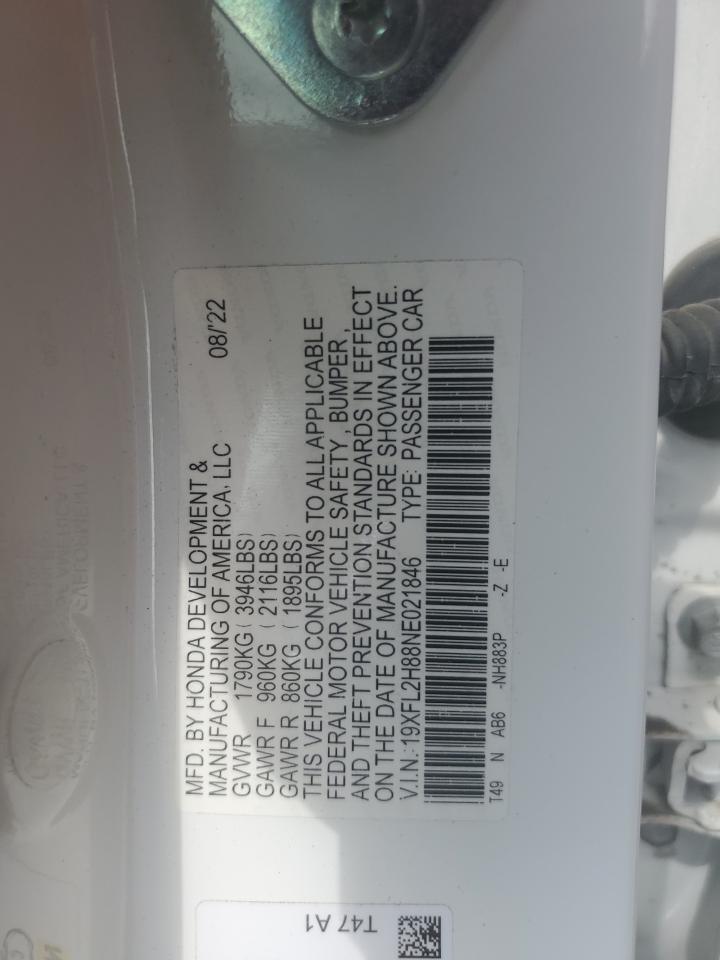 MFD. BY HONDA DEVELOPMENT &
MANUFACTURING OF AMERICA, LLC 08/'22
GVWR 1790KG ( 3946LBS)
GAWR F 960KG ( 2116LBS)
GAWR R 860KG ( 1895LBS)
THIS VEHICLE CONFORMS TO ALL APPLICABLE
FEDERAL MOTOR VEHICLE SAFETY , BUMPER ,
AND THEFT PREVENTION STANDARDS IN EFFECT
ON THE DATE OF MANUFACTURE SHOWN ABOVE.
V.I.N.:19XFL2H88NE021846 TYPE: PASSENGER CAR
T49 N AB6 -NH883P -Z -E
T47 A1